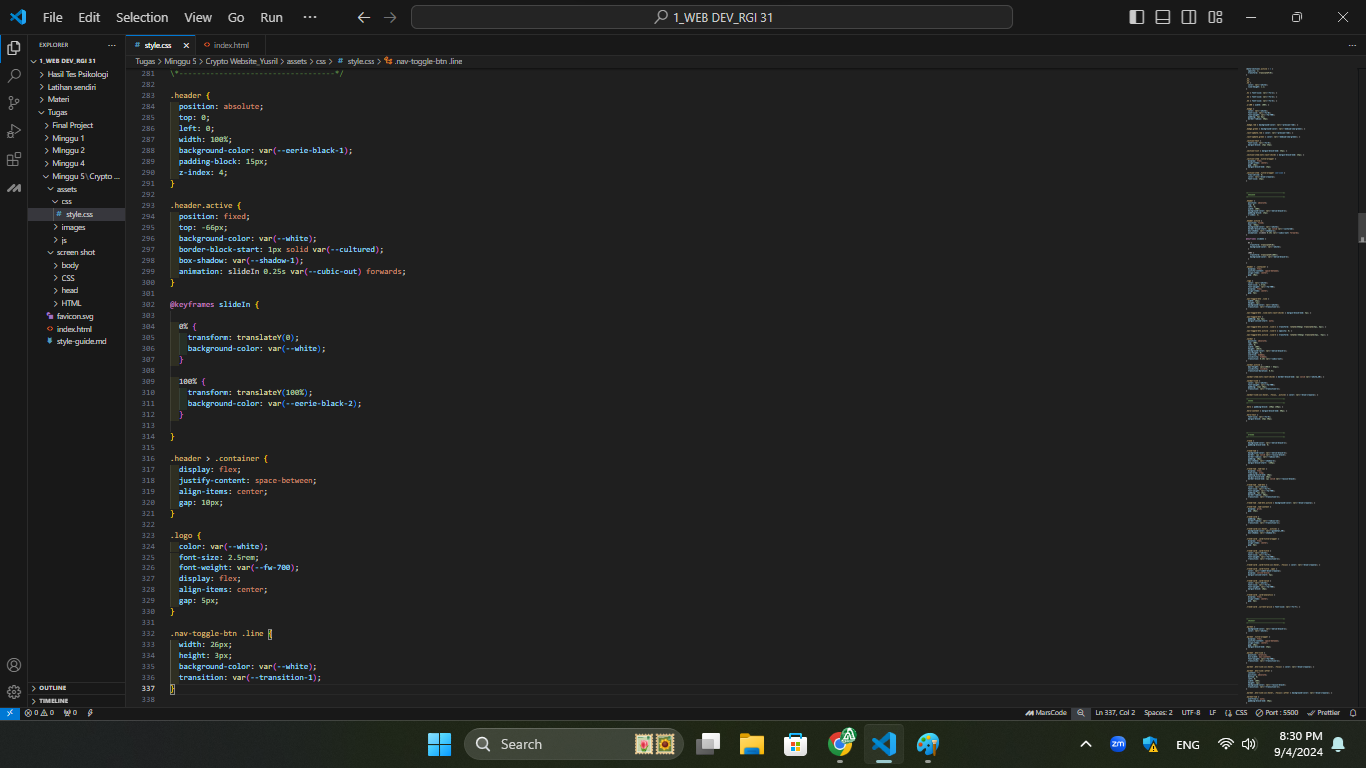 File Edit Selection View Go Run ···
1_WEB DEV_RGI 31
EXPLORER ···
1_WEB DEV_RGI 31
Hasil Tes Psikologi
Latihan sendiri
Materi
Tugas
Final Project
Minggu 1
Minggu 2
Minggu 4
Minggu 5\Crypto ...
assets
css
# style.css
images
js
screen shot
body
CSS
head
HTML
favicon.svg
<> index.html
style-guide.md
OUTLINE
TIMELINE
# style.css × <> index.html ···
Tugas > Minggu 5 > Crypto Website_Yusril > assets > css > # style.css > .nav-toggle-btn .line
281 \*-----------------------------------*/
282
283 .header {
284 position: absolute;
285 top: 0;
286 left: 0;
287 width: 100%;
288 background-color: var(--eerie-black-1);
289 padding-block: 15px;
290 z-index: 4;
291 }
292
293 .header.active {
294 position: fixed;
295 top: -66px;
296 background-color: var(--white);
297 border-block-start: 1px solid var(--cultured);
298 box-shadow: var(--shadow-1);
299 animation: slideIn 0.25s var(--cubic-out) forwards;
300 }
301
302 @keyframes slideIn {
303
304 0% {
305 transform: translateY(0);
306 background-color: var(--white);
307 }
308
309 100% {
310 transform: translateY(100%);
311 background-color: var(--eerie-black-2);
312 }
313
314 }
315
316 .header > .container {
317 display: flex;
318 justify-content: space-between;
319 align-items: center;
320 gap: 10px;
321 }
322
323 .logo {
324 color: var(--white);
325 font-size: 2.5rem;
326 font-weight: var(--fw-700);
327 display: flex;
328 align-items: center;
329 gap: 5px;
330 }
331
332 .nav-toggle-btn .line {
333 width: 26px;
334 height: 3px;
335 background-color: var(--white);
336 transition: var(--transition-1);
337 }
338
0 0 0 MarsCode Ln 337, Col 2 Spaces: 2 UTF-8 LF {} CSS Port : 5500 Prettier
Search
zm
ENG
8:30 PM
9/4/2024